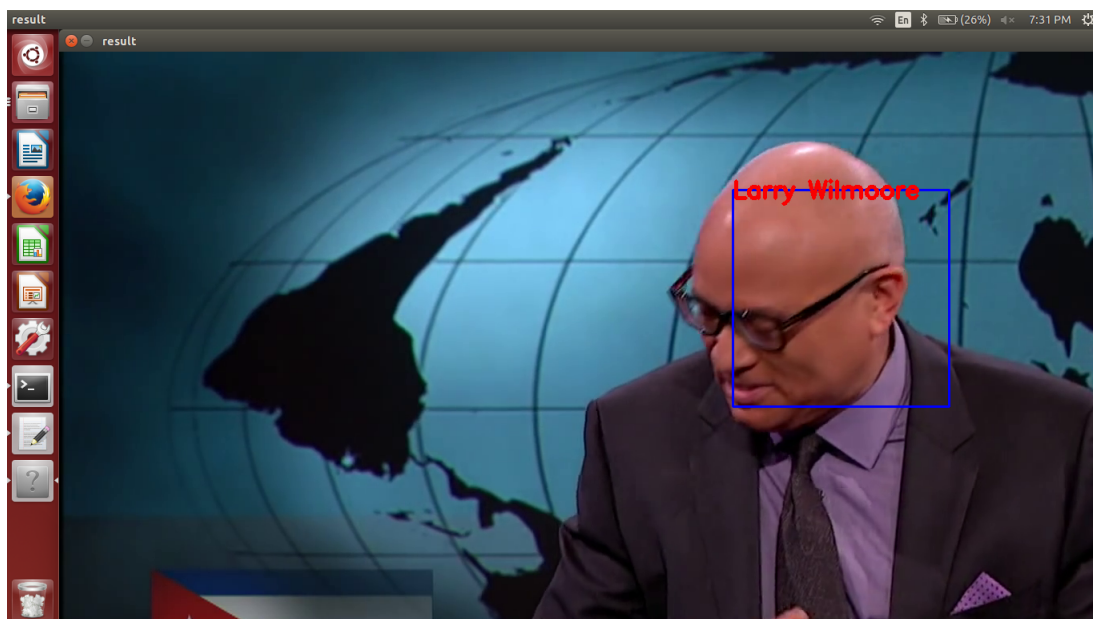 result
En
(26%)
7:31 PM
result
Larry Wilmoore
>_
?